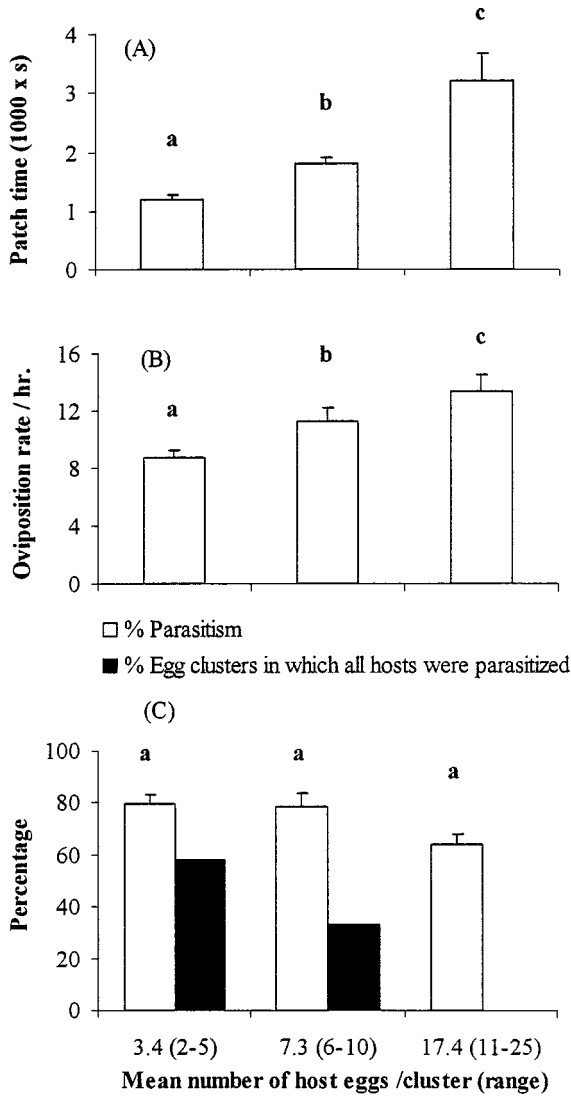 (A)
Patch time (1000 x s)
4
3
2
1
0
a
b
c
(B)
Oviposition rate / hr.
16
12
8
4
0
a
b
c
% Parasitism
% Egg clusters in which all hosts were parasitized
(C)
Percentage
100
80
60
40
20
0
a
a
a
3.4 (2-5) 7.3 (6-10) 17.4 (11-25)
Mean number of host eggs /cluster (range)